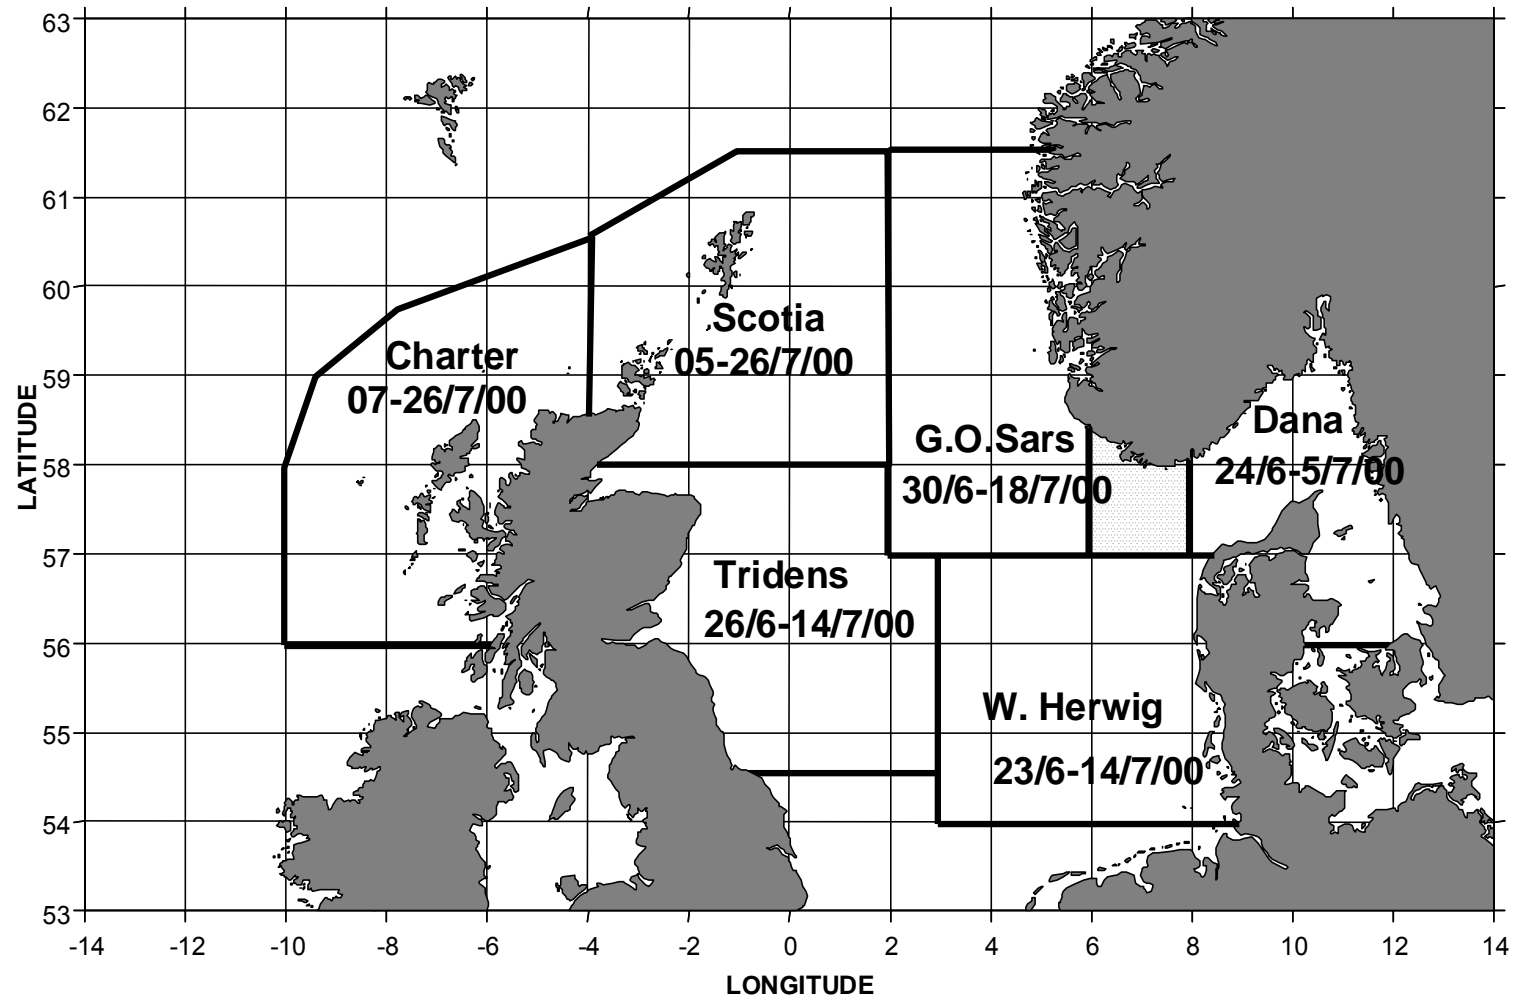 63
62
61
60
59
58
57
56
55
54
53
LATITUDE
Scotia
05-26/7/00
Charter
07-26/7/00
Dana
24/6-5/7/00
G.O.Sars
30/6-18/7/00
Tridens
26/6-14/7/00
W. Herwig
23/6-14/7/00
-14 -12 -10 -8 -6 -4 -2 0 2 4 6 8 10 12 14
LONGITUDE